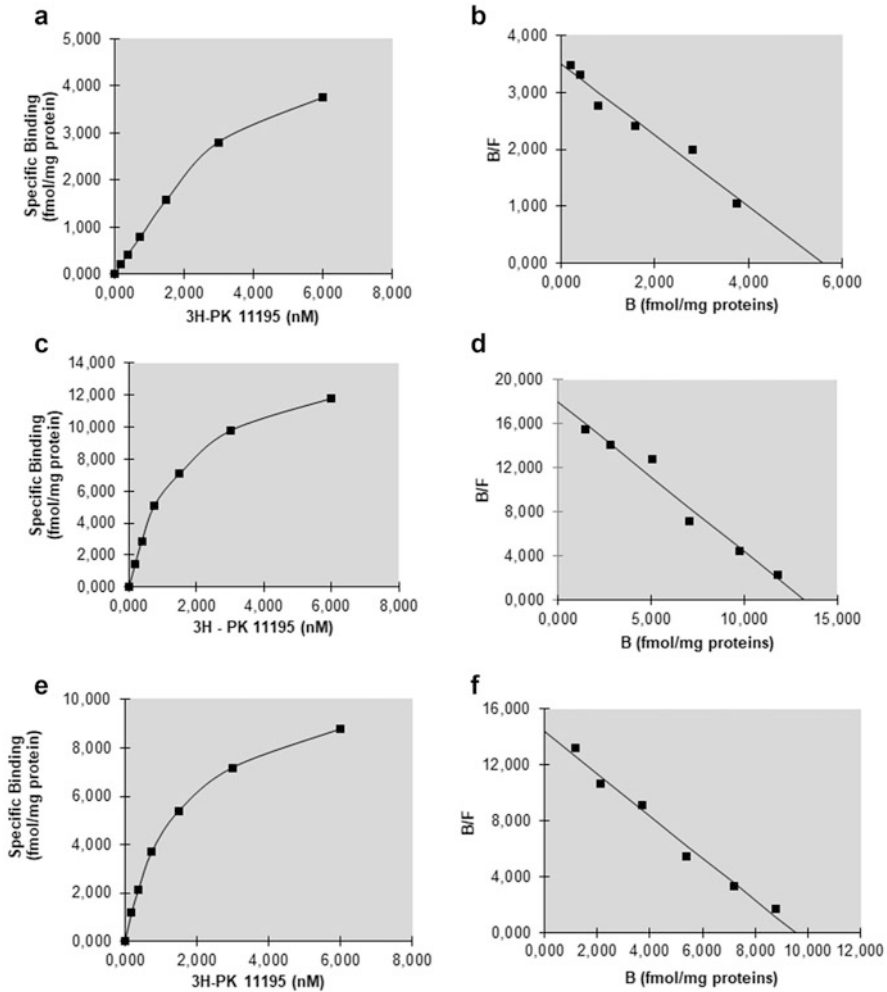 a
5,000
4,000
3,000
2,000
1,000
0,000
Specific Binding
(fmol/mg protein)
0,000 2,000 4,000 6,000 8,000
3H-PK 11195 (nM)
b
4,000
3,000
2,000
1,000
0,000
B/F
0,000 2,000 4,000 6,000
B (fmol/mg proteins)
c
14,000
12,000
10,000
8,000
6,000
4,000
2,000
0,000
Specific Binding
(fmol/mg protein)
0,000 2,000 4,000 6,000 8,000
3H - PK 11195 (nM)
d
20,000
16,000
12,000
8,000
4,000
0,000
B/F
0,000 5,000 10,000 15,000
B (fmol/mg proteins)
e
10,000
8,000
6,000
4,000
2,000
0,000
Specific Binding
(fmol/mg protein)
0,000 2,000 4,000 6,000 8,000
3H-PK 11195 (nM)
f
16,000
12,000
8,000
4,000
0,000
B/F
0,000 2,000 4,000 6,000 8,000 10,000 12,000
B (fmol/mg proteins)